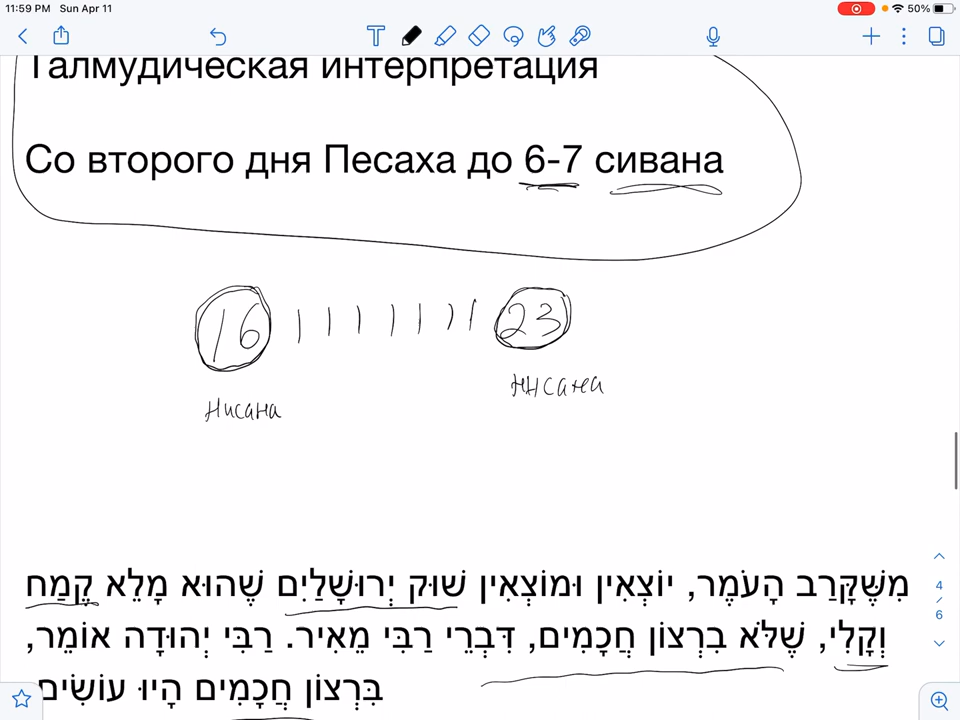 11:59 PM Sun Apr 11 50%
Талмудическая интерпретация
Со второго дня Песаха до 6-7 сивана
16 23
Нисана нисана
מִשֶּׁקָּרַב הָעֹמֶר, יוֹצְאִין וּמוֹצְאִין שׁוּק יְרוּשָׁלַיִם שֶׁהוּא מָלֵא קֶמַח
וְקָלִי, שֶׁלֹּא בִרְצוֹן חֲכָמִים, דִּבְרֵי רַבִּי מֵאִיר. רַבִּי יְהוּדָה אוֹמֵר,
בִּרְצוֹן חֲכָמִים הָיוּ עוֹשִׂים
4
6